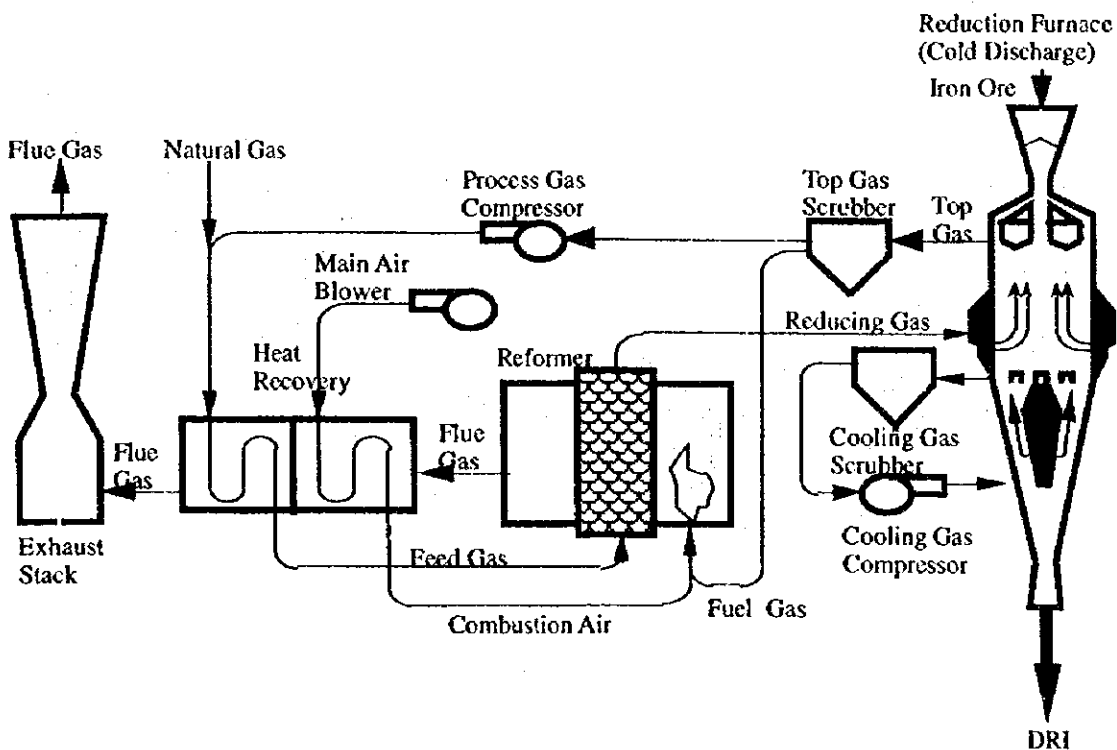 Reduction Furnace
(Cold Discharge)
Iron Ore
Flue Gas
Natural Gas
Process Gas
Compressor
Top Gas
Scrubber
Top
Gas
Main Air
Blower
Reducing Gas
Heat
Recovery
Reformer
Flue
Gas
Flue
Gas
Cooling Gas
Scrubber
Exhaust
Stack
Feed Gas
Cooling Gas
Compressor
Fuel Gas
Combustion Air
DRI